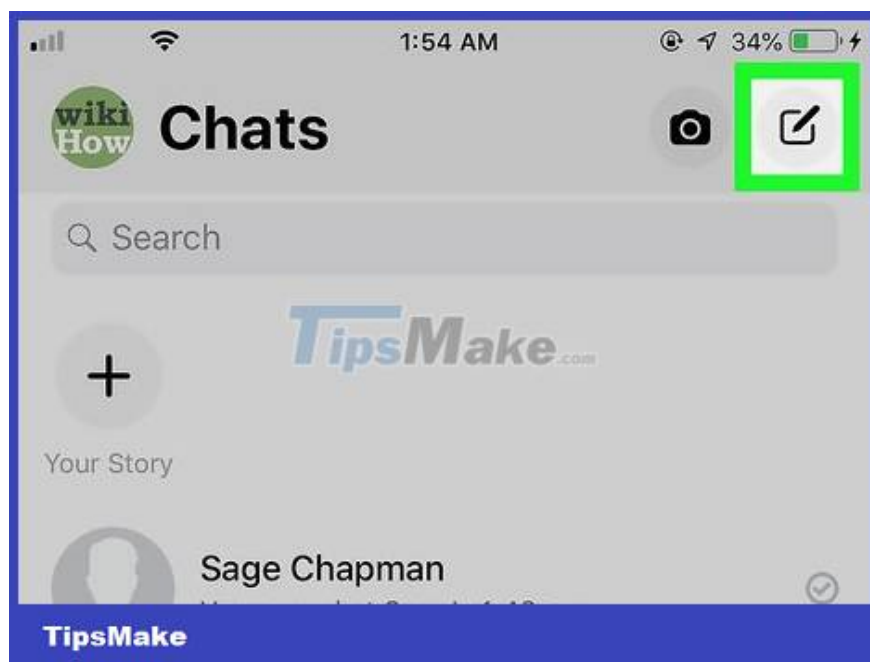 1:54 AM
34%
wiki
How
Chats
Search
TipsMake.com
Your Story
Sage Chapman
TipsMake